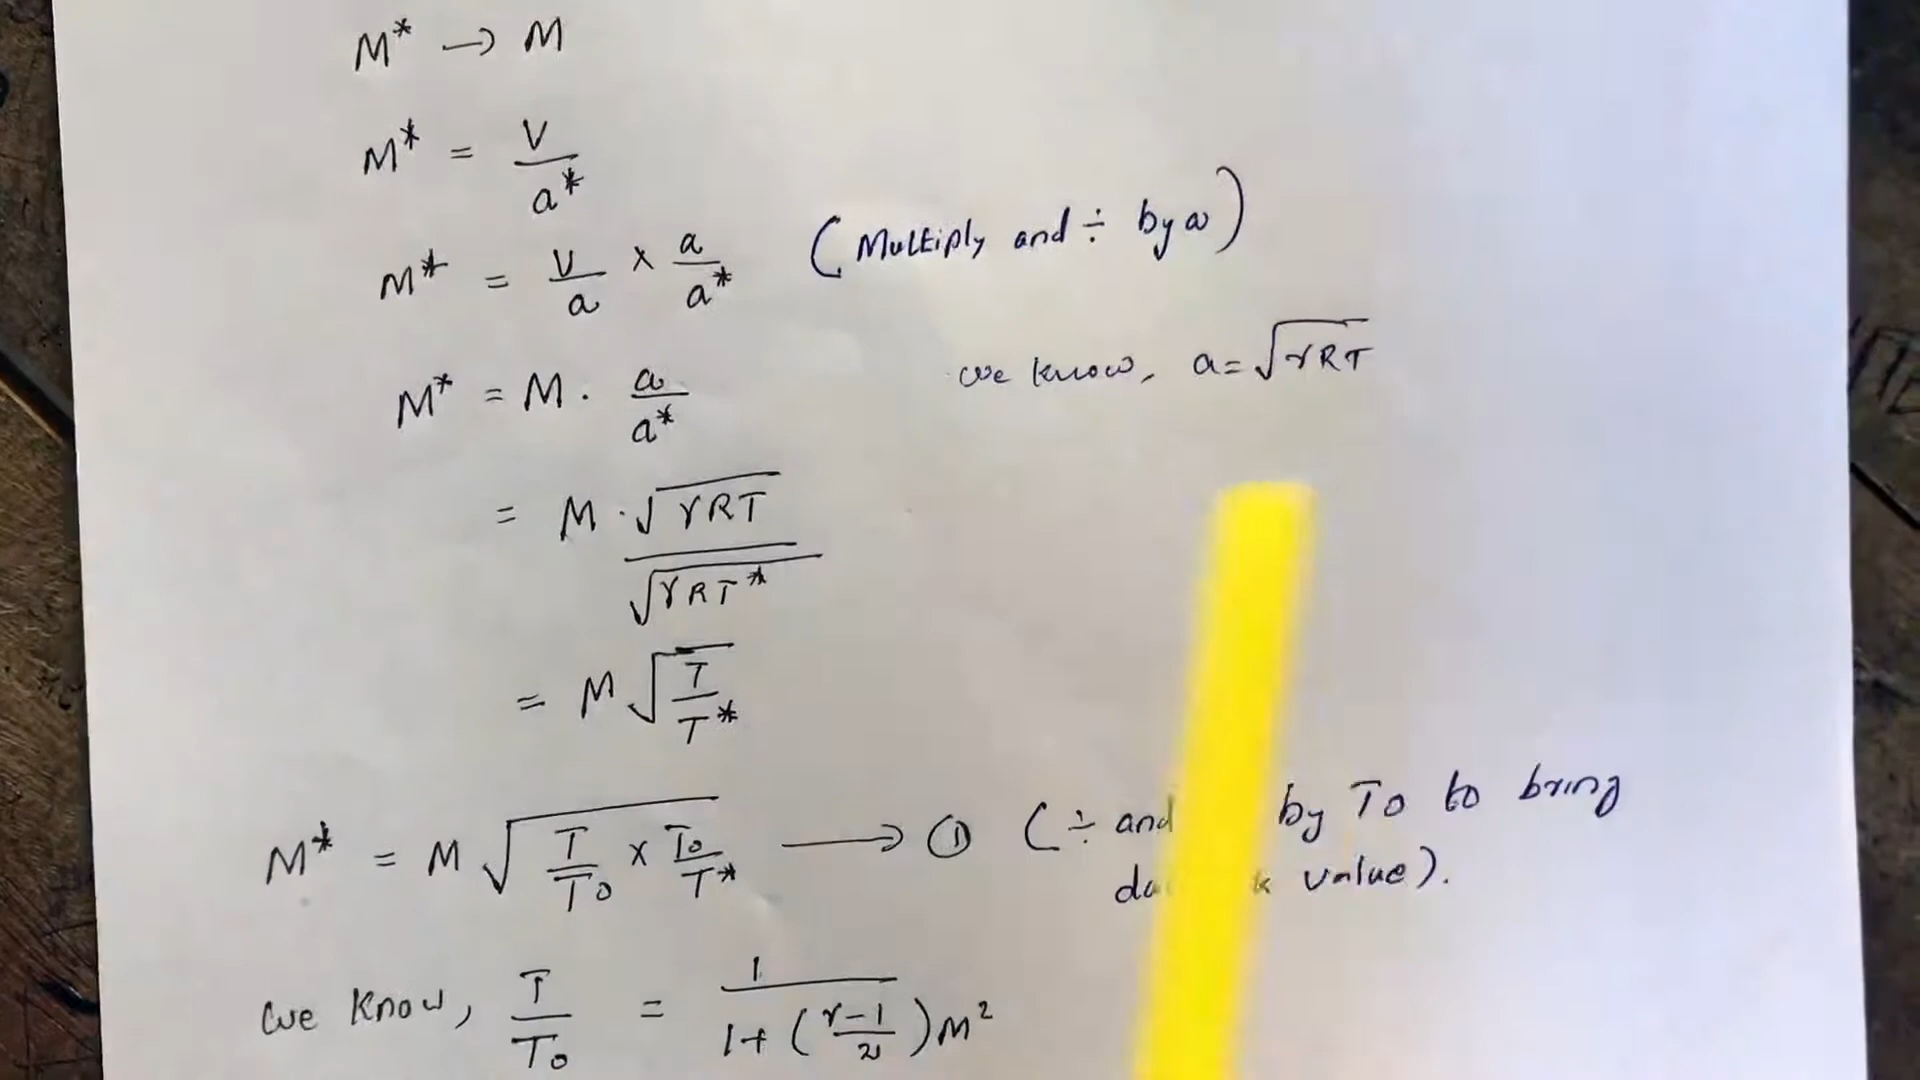 M* → M
M* = V / a*
M* = V/a × a/a* (Multiply and ÷ by a)
M* = M . a/a* we know, a = √γRT
= M . √γRT / √γRT*
= M √T/T*
M* = M √T/T0 × T0/T* → ① (÷ and by To to bring
value).
We know, T/T0 = 1 / 1+(γ-1/2)M²